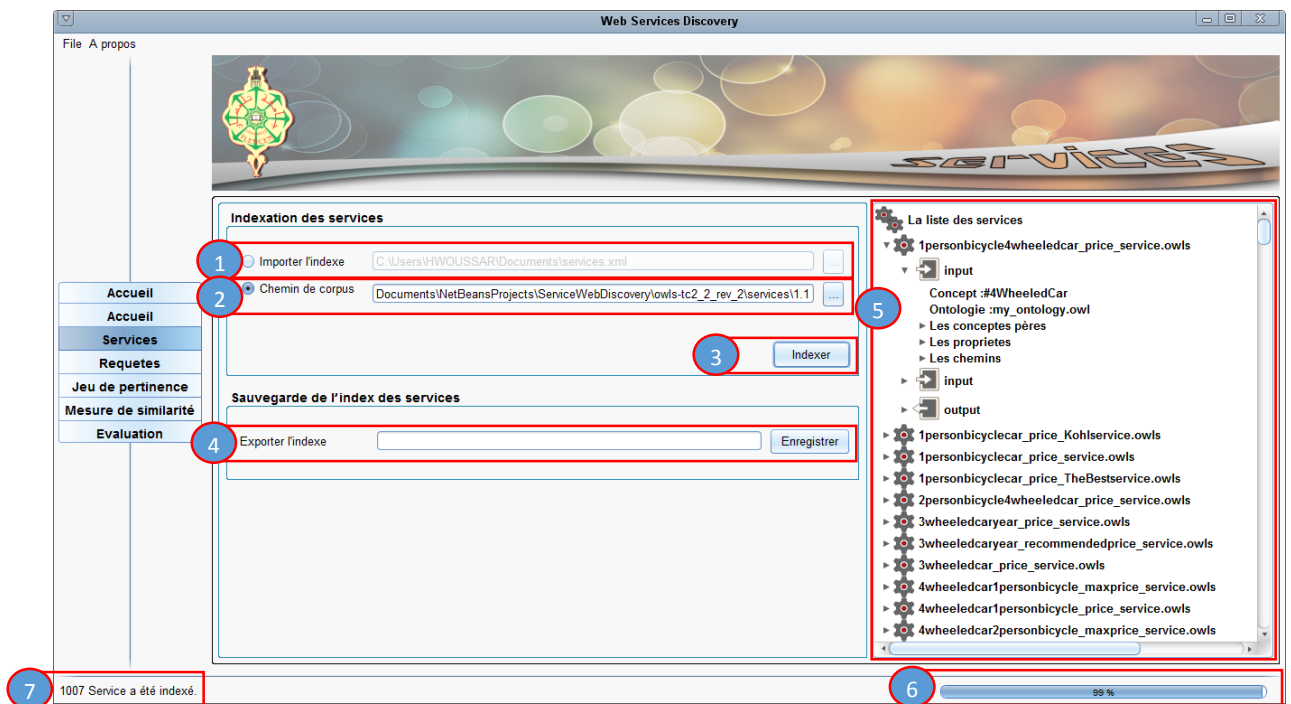 Web Services Discovery
File A propos
SERVICES
Indexation des services
1
Importer l'indexe
C:\Users\HWOUSSAR\Documents\services.xml
...
2
Chemin de corpus
Documents\NetBeansProjects\ServiceWebDiscovery\owls-tc2_2_rev_2\services\1.1
...
3
Indexer
Sauvegarde de l'index des services
4
Exporter l'indexe
Enregistrer
Accueil
Accueil
Services
Requetes
Jeu de pertinence
Mesure de similarité
Evaluation
5
La liste des services
1personbicycle4wheeledcar_price_service.owls
input
Concept :#4WheeledCar
Ontologie :my_ontology.owl
Les conceptes pères
Les proprietes
Les chemins
input
output
1personbicyclecar_price_Kohlservice.owls
1personbicyclecar_price_service.owls
1personbicyclecar_price_TheBestservice.owls
2personbicycle4wheeledcar_price_service.owls
3wheeledcaryear_price_service.owls
3wheeledcaryear_recommendedprice_service.owls
3wheeledcar_price_service.owls
4wheeledcar1personbicycle_maxprice_service.owls
4wheeledcar1personbicycle_price_service.owls
4wheeledcar2personbicycle_maxprice_service.owls
7
1007 Service a été indexé.
6
99 %